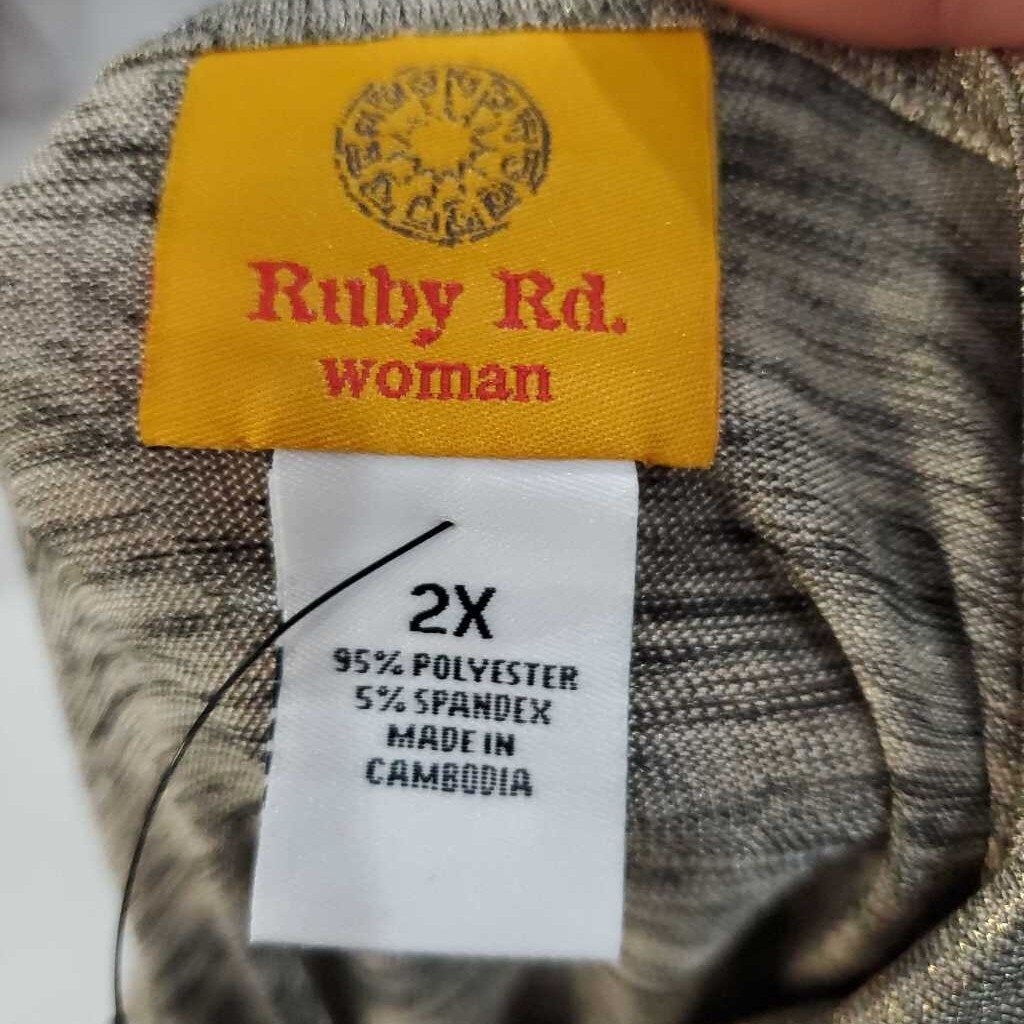 Ruby Rd.
woman
2X
95% POLYESTER
5% SPANDEX
MADE IN
CAMBODIA